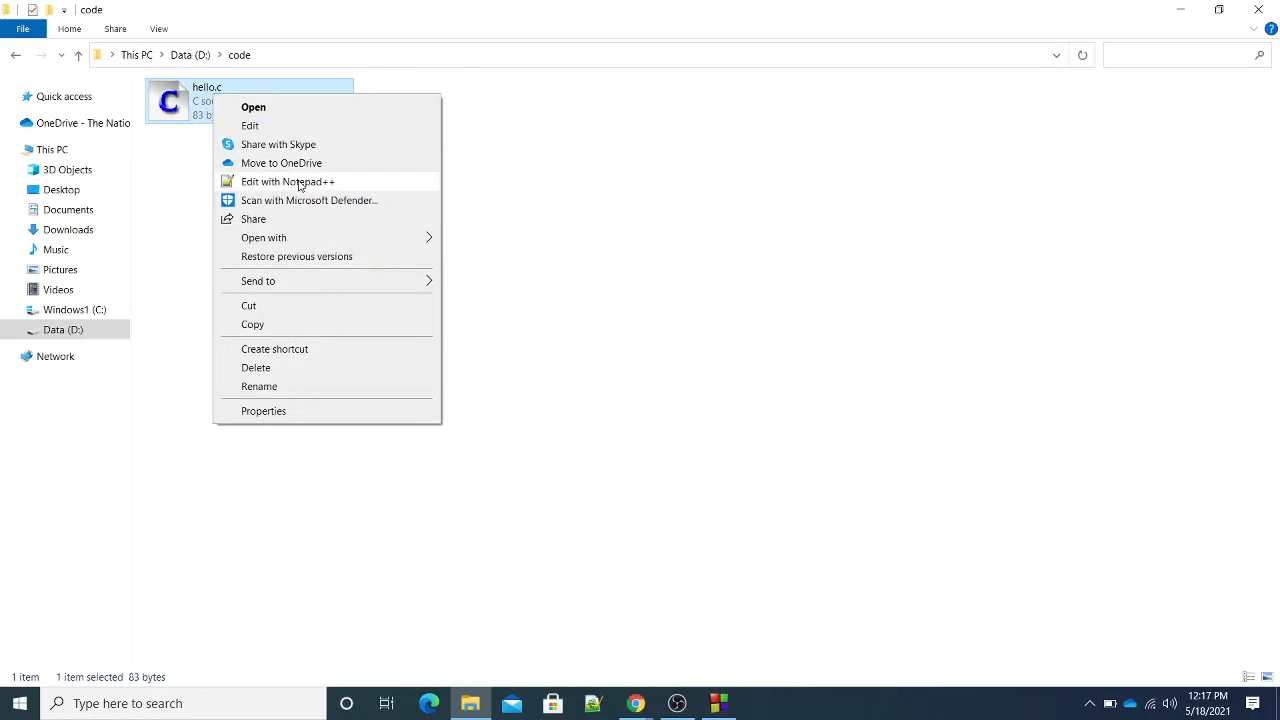 code
File Home Share View
This PC Data (D:) code
hello.c
C so
83 by
Quick access
OneDrive - The Natio
This PC
3D Objects
Desktop
Documents
Downloads
Music
Pictures
Videos
Windows1 (C:)
Data (D:)
Network
Open
Edit
Share with Skype
Move to OneDrive
Edit with Notepad++
Scan with Microsoft Defender...
Share
Open with
Restore previous versions
Send to
Cut
Copy
Create shortcut
Delete
Rename
Properties
1 item 1 item selected 83 bytes
Type here to search
12:17 PM
5/18/2021